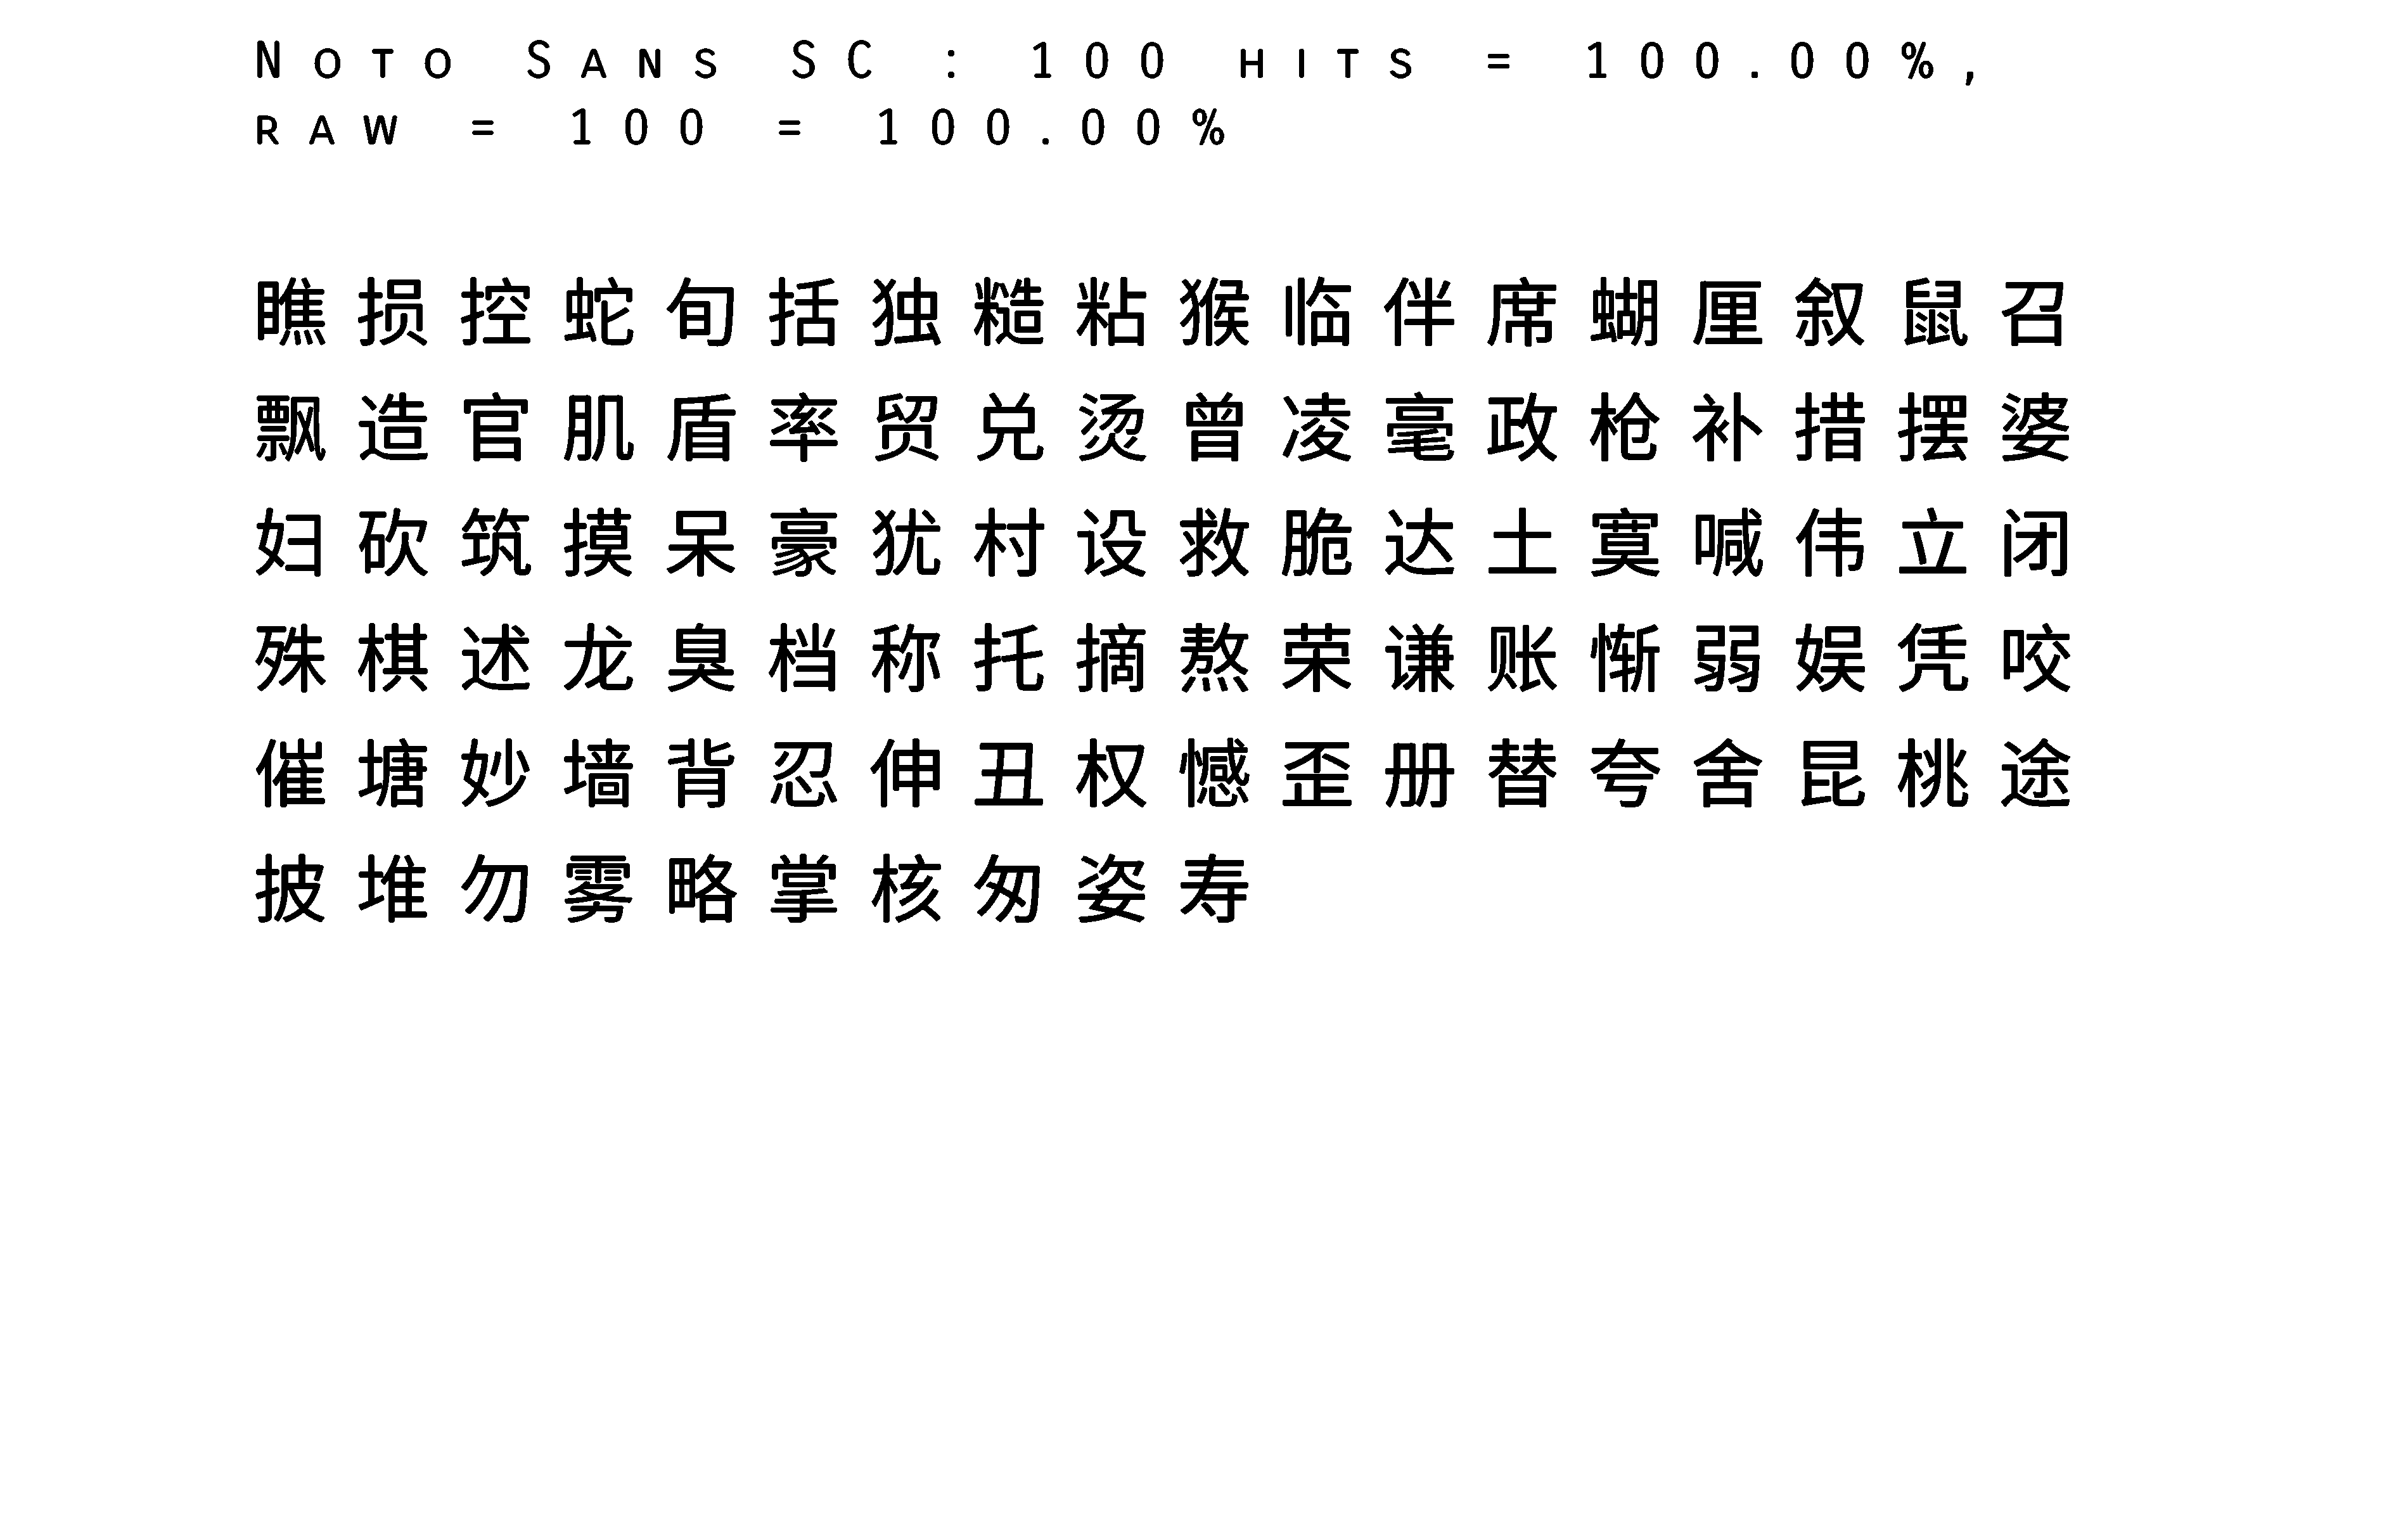 Noto Sans SC : 100 hits = 100.00%,
raw = 100 = 100.00%
瞧损控蛇旬括独糙粘猴临伴席蝴厘叙鼠召
飘造官肌盾率贸兑烫曾凌毫政枪补措摆婆
妇砍筑摸呆豪犹村设救脆达土寞喊伟立闭
殊棋述龙臭档称托摘熬荣谦账惭弱娱凭咬
催塘妙墙背忍伸丑权憾歪册替夸舍昆桃途
披堆勿雾略掌核匆姿寿